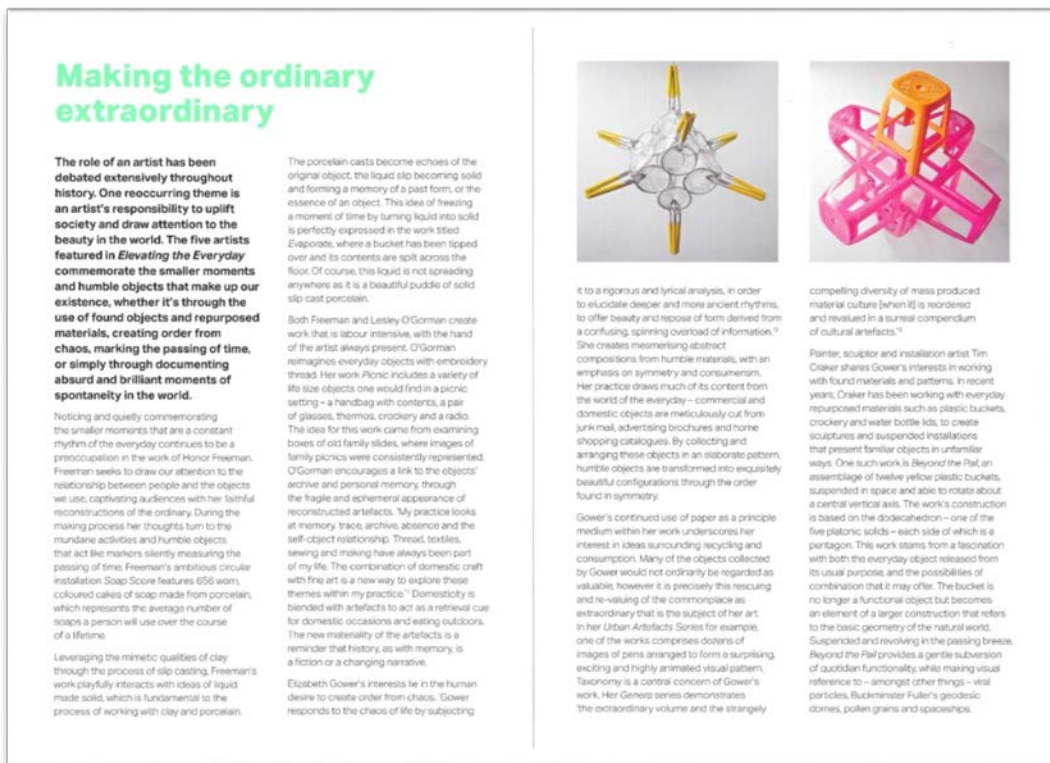 Making the ordinary
extraordinary
The role of an artist has been
debated extensively throughout
history. One reoccurring theme is
an artist's responsibility to uplift
society and draw attention to the
beauty in the world. The five artists
featured in Elevating the Everyday
commemorate the smaller moments
and humble objects that make up our
existence, whether it's through the
use of found objects and repurposed
materials, creating order from
chaos, marking the passing of time,
or simply through documenting
absurd and brilliant moments of
spontaneity in the world.
Noticing and quietly commemorating
the smaller moments that are a constant
rhythm of the everyday continues to be a
preoccupation in the work of Honor Freeman.
Freeman seeks to draw our attention to the
relationship between people and the objects
we use, captivating audiences with her faithful
reconstructions of the ordinary. During the
making process her thoughts turn to the
mundane activities and humble objects
that act like markers silently measuring the
passing of time. Freeman's ambitious circular
installation Soap Score features 656 worn,
coloured cakes of soap made from porcelain,
which represents the average number of
soaps a person will use over the course
of a lifetime.
Leveraging the mimetic qualities of clay
through the process of slip casting, Freeman's
work playfully interacts with ideas of liquid
made solid, which is fundamental to the
process of working with clay and porcelain.
The porcelain casts become echoes of the
original object, the liquid slip becoming solid
and forming a memory of a past form, or the
essence of an object. This idea of freezing
a moment of time by turning liquid into solid
is perfectly expressed in the work titled
Evaporate, where a bucket has been tipped
over and its contents are spilt across the
floor. Of course, this liquid is not spreading
anywhere as it is a beautiful puddle of solid
slip cast porcelain.
Both Freeman and Lesley O'Gorman create
work that is labour intensive, with the hand
of the artist always present. O'Gorman
reimagines everyday objects with embroidery
thread. Her work Picnic includes a variety of
life size objects one would find in a picnic
setting – a handbag with contents, a pair
of glasses, thermos, crockery and a radio.
The idea for this work came from examining
boxes of old family slides, where images of
family picnics were consistently represented.
O'Gorman encourages a link to the objects'
archive and personal memory, through
the fragile and ephemeral appearance of
reconstructed artefacts. 'My practice looks
at memory, trace, archive, absence and the
self-object relationship. Thread, textiles,
sewing and making have always been part
of my life. The combination of domestic craft
with fine art is a new way to explore these
themes within my practice.'¹ Domesticity is
blended with artefacts to act as a retrieval cue
for domestic occasions and eating outdoors.
The new materiality of the artefacts is a
reminder that history, as with memory, is
a fiction or a changing narrative.
Elizabeth Gower's interests lie in the human
desire to create order from chaos. 'Gower
responds to the chaos of life by subjecting
it to a rigorous and lyrical analysis, in order
to elucidate deeper and more ancient rhythms,
to offer beauty and repose of form derived from
a confusing, spinning overload of information.'²
She creates mesmerising abstract
compositions from humble materials, with an
emphasis on symmetry and consumerism.
Her practice draws much of its content from
the world of the everyday – commercial and
domestic objects are meticulously cut from
junk mail, advertising brochures and home
shopping catalogues. By collecting and
arranging these objects in an elaborate pattern,
humble objects are transformed into exquisitely
beautiful configurations through the order
found in symmetry.
Gower's continued use of paper as a principle
medium within her work underscores her
interest in ideas surrounding recycling and
consumption. Many of the objects collected
by Gower would not ordinarily be regarded as
valuable, however it is precisely this rescuing
and re-valuing of the commonplace as
extraordinary that is the subject of her art.
In her Urban Artefacts Series for example,
one of the works comprises dozens of
images of pens arranged to form a surprising,
exciting and highly animated visual pattern.
Taxonomy is a central concern of Gower's
work. Her Genera series demonstrates
'the extraordinary volume and the strangely
compelling diversity of mass produced
material culture [when it] is reordered
and revalued in a surreal compendium
of cultural artefacts.'³
Painter, sculptor and installation artist Tim
Craker shares Gower's interests in working
with found materials and patterns. In recent
years, Craker has been working with everyday
repurposed materials such as plastic buckets,
crockery and water bottle lids, to create
sculptures and suspended installations
that present familiar objects in unfamiliar
ways. One such work is Beyond the Pail, an
assemblage of twelve yellow plastic buckets,
suspended in space and able to rotate about
a central vertical axis. The work's construction
is based on the dodecahedron – one of the
five platonic solids – each side of which is a
pentagon. This work stems from a fascination
with both the everyday object released from
its usual purpose, and the possibilities of
combination that it may offer. The bucket is
no longer a functional object but becomes
an element of a larger construction that refers
to the basic geometry of the natural world.
Suspended and revolving in the passing breeze,
Beyond the Pail provides a gentle subversion
of quotidian functionality, while making visual
reference to – amongst other things – viral
particles, Buckminster Fuller's geodesic
domes, pollen grains and spaceships.